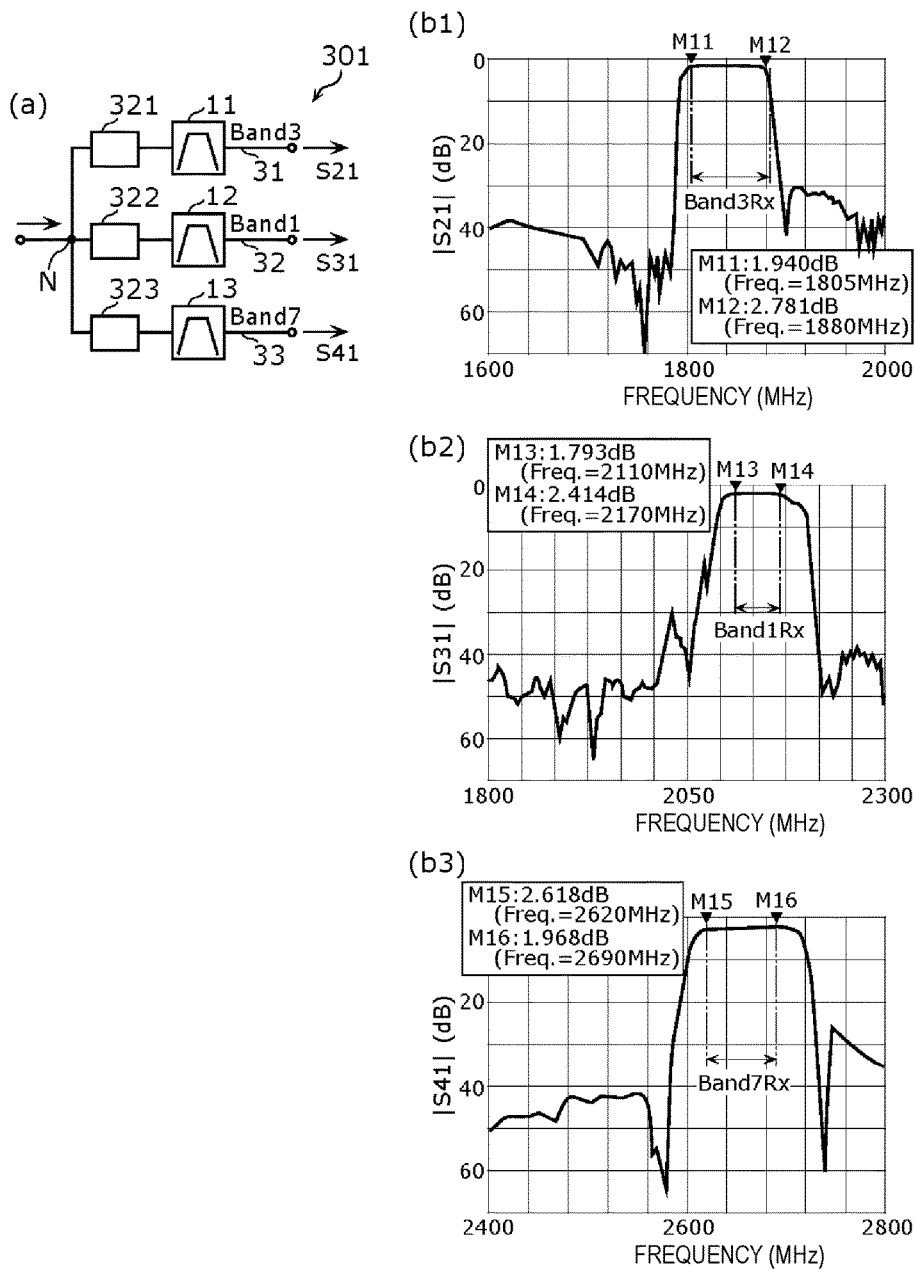 (a)
301
321
11
Band3
31
S21
322
12
Band1
32
S31
N
323
13
Band7
33
S41
(b1)
M11 M12
0
20
40
60
|S21| (dB)
Band3Rx
M11:1.940dB
(Freq.=1805MHz)
M12:2.781dB
(Freq.=1880MHz)
1600 1800 2000
FREQUENCY (MHz)
(b2)
M13:1.793dB
(Freq.=2110MHz)
M14:2.414dB
(Freq.=2170MHz)
M13 M14
0
20
40
60
|S31| (dB)
Band1Rx
1800 2050 2300
FREQUENCY (MHz)
(b3)
M15:2.618dB
(Freq.=2620MHz)
M16:1.968dB
(Freq.=2690MHz)
M15 M16
20
40
60
|S41| (dB)
Band7Rx
2400 2600 2800
FREQUENCY (MHz)